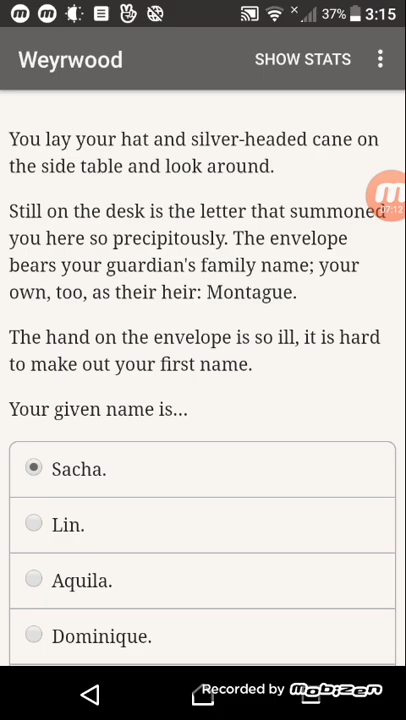 37% 3:15
Weyrwood SHOW STATS
You lay your hat and silver-headed cane on
the side table and look around.
07:12
Still on the desk is the letter that summoned
you here so precipitously. The envelope
bears your guardian's family name; your
own, too, as their heir: Montague.
The hand on the envelope is so ill, it is hard
to make out your first name.
Your given name is...
Sacha.
Lin.
Aquila.
Dominique.
Recorded by mobizen